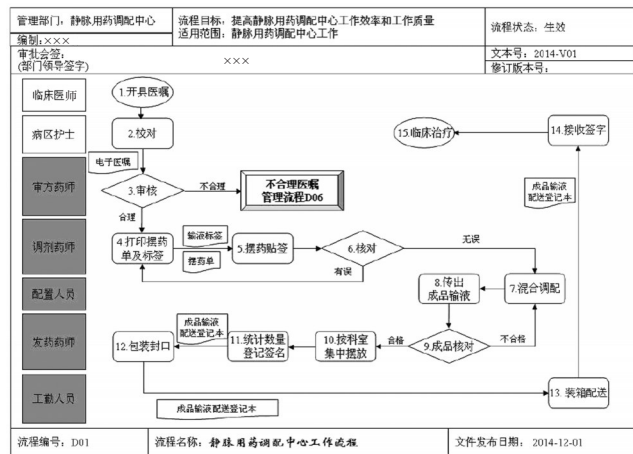 管理部门：静脉用药调配中心
编制：×××
流程目标：提高静脉用药调配中心工作效率和工作质量
适用范围：静脉用药调配中心工作
流程状态：生效
审批会签：
(部门领导签字)
×××
文本号：2014-V01
修订版本号：
临床医师
1.开具医嘱
病区护士
2.核对
15.临床治疗
14.接收签字
电子医嘱
审方药师
3.审核
不合理
不合理医嘱
管理流程D06
成品输液
配送登记本
合理
调剂药师
4.打印摆药
单及标签
输液标签
摆药单
5.摆药贴签
6.核对
无误
有误
配置人员
8.传出
成品输液
7.混合调配
发药药师
12.包装封口
成品输液
配送登记本
11.统计数量
登记签名
10.按科室
集中摆放
合格
9.成品核对
不合格
工勤人员
成品输液配送登记本
13.装箱配送
流程编号：D01
流程名称：静脉用药调配中心工作流程
文件发布日期：2014-12-01